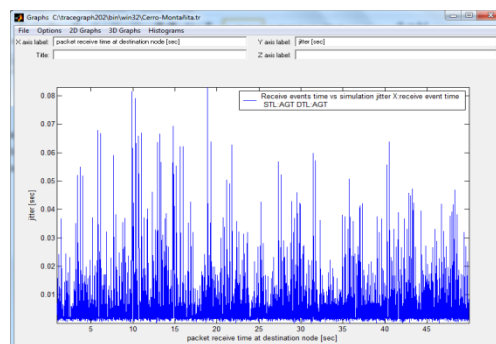 Graphs C:\tracegraph202\bin\win32\Cerro-Montañita.tr
File Options 2D Graphs 3D Graphs Histograms
X axis label: packet receive time at destination node [sec] Y axis label: jitter [sec]
Title: Z axis label:
Receive events time vs simulation jitter X:receive event time
STL:AGT DTL:AGT
0.08
0.07
0.06
0.05
0.04
0.03
0.02
0.01
jitter [sec]
5 10 15 20 25 30 35 40 45
packet receive time at destination node [sec]